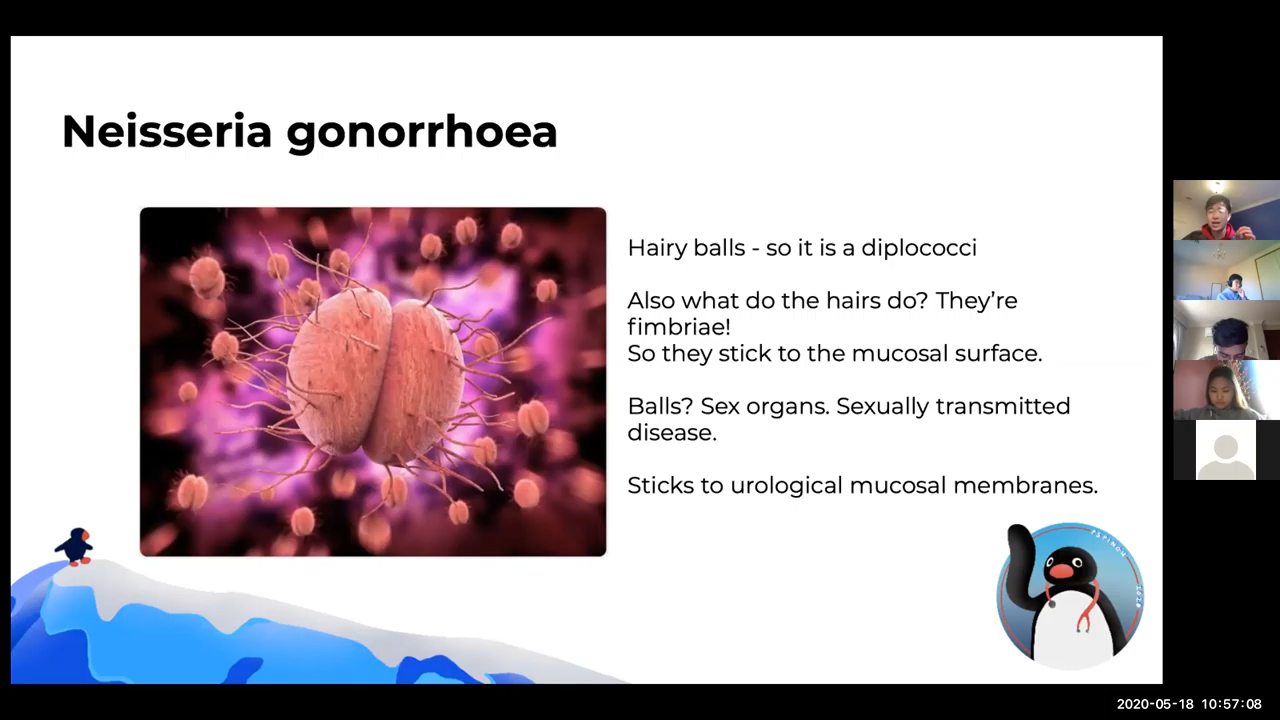 Neisseria gonorrhoea
Hairy balls - so it is a diplococci
Also what do the hairs do? They’re
fimbriae!
So they stick to the mucosal surface.
Balls? Sex organs. Sexually transmitted
disease.
Sticks to urological mucosal membranes.
2020-05-18 10:57:08